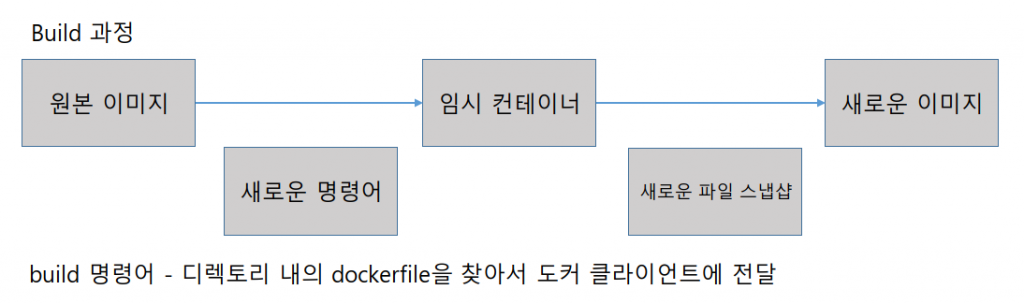 Build 과정
원본 이미지
임시 컨테이너
새로운 이미지
새로운 명령어
새로운 파일 스냅샷
build 명령어 - 디렉토리 내의 dockerfile을 찾아서 도커 클라이언트에 전달